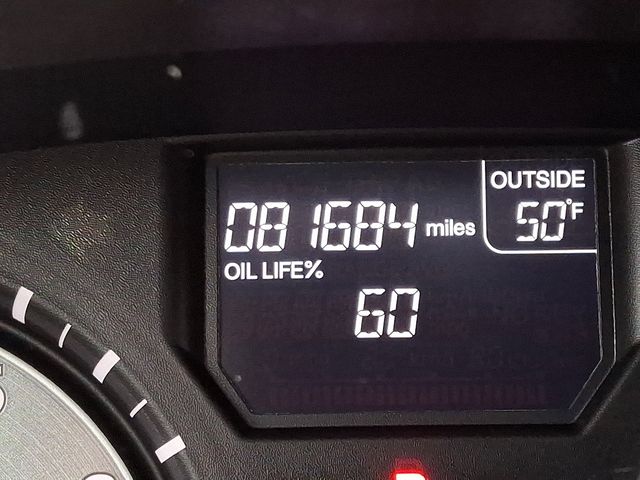 OUTSIDE
081684 miles 50°F
OIL LIFE%
60